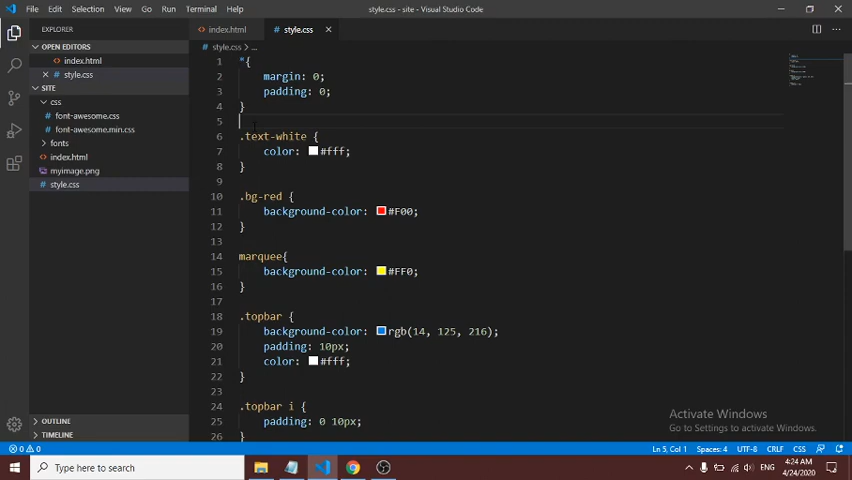 File Edit Selection View Go Run Terminal Help
style.css - site - Visual Studio Code
EXPLORER
index.html
style.css
OPEN EDITORS
index.html
style.css
SITE
css
font-awesome.css
font-awesome.min.css
fonts
index.html
myimage.png
style.css
OUTLINE
TIMELINE
style.css > ...
1 *{
2 margin: 0;
3 padding: 0;
4 }
5
6 .text-white {
7 color: #fff;
8 }
9
10 .bg-red {
11 background-color: #F00;
12 }
13
14 marquee{
15 background-color: #FF0;
16 }
17
18 .topbar {
19 background-color: rgb(14, 125, 216);
20 padding: 10px;
21 color: #fff;
22 }
23
24 .topbar i {
25 padding: 0 10px;
26 }
Activate Windows
Go to Settings to activate Windows.
0 0
Ln 5, Col 1 Spaces: 4 UTF-8 CRLF CSS
Type here to search
ENG
4:24 AM
4/24/2020